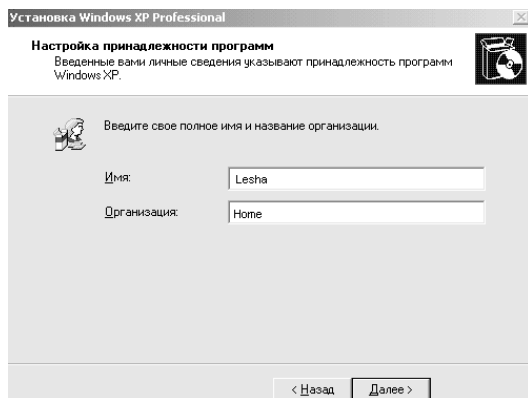 Установка Windows XP Professional
Настройка принадлежности программ
Введенные вами личные сведения указывают принадлежность программ
Windows XP.
Введите свое полное имя и название организации.
Имя: Lesha
Организация: Home
< Назад Далее >